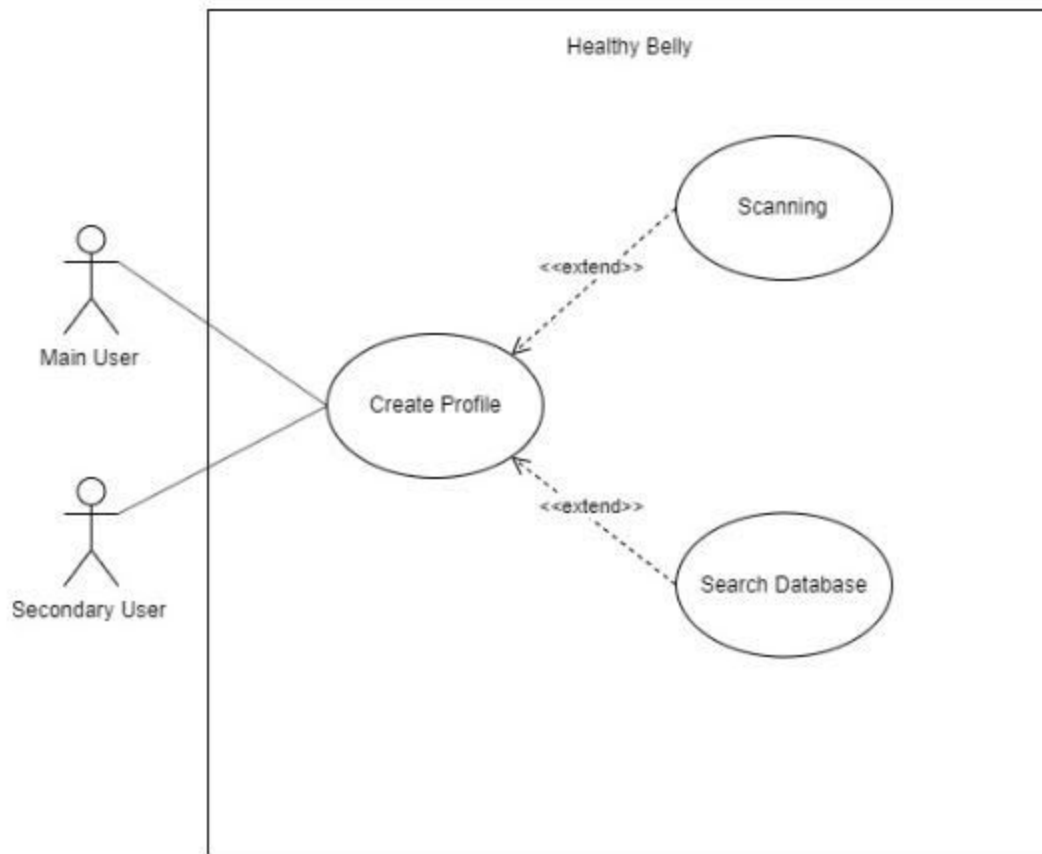 Healthy Belly
Scanning
<<extend>>
Main User
Create Profile
<<extend>>
Search Database
Secondary User